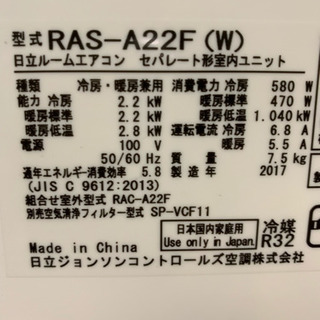 型式 RAS-A22F(W)
日立ルームエアコン セパレート形室内ユニット
種類 冷房・暖房兼用 消費電力 冷房 580 W
能力 冷房 2.2 kW 暖房標準 470 W
暖房標準 2.2 kW 暖房低温 1.040 kW
暖房低温 2.8 kW 運転電流 冷房 6.8 A
電源 100 V 暖房 5.5 A
50/60 Hz 質量 7.5 kg
通年エネルギー消費効率 5.8 製造年 2017
(JIS C 9612:2013)
組合せ室外型式 RAC-A22F
別売空気清浄フィルター型式 SP-VCF11
日本国内家庭用
Use only in Japan.
冷媒
R32
Made in China
日立ジョンソンコントロールズ空調株式会社